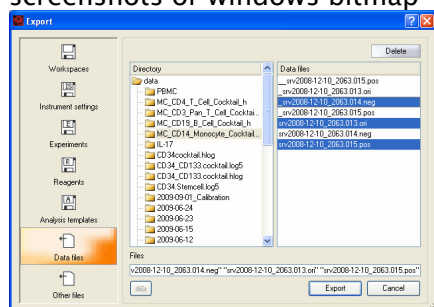 screenshots or windows bitmap
Export
Delete
Workspaces
Instrument settings
Experiments
Reagents
Analysis templates
Data files
Other files
Directory
data
PBMC
MC_CD4_T_Cell_Cocktail_h
MC_CD3_Pan_T_Cell_Cocktai...
MC_CD19_B_Cell_Cocktail_h
MC_CD14_Monocyte_Cocktail...
IL-17
CD34cocktail.hlog
CD34_CD133.cocktail.log5
CD34_CD133.cocktail.hlog
CD34.Stemcell.log5
2009-09-01_Calibration
2009-06-24
2009-06-23
2009-06-15
2009-06-12
Data files
__srv2008-12-10_2063.015.pos
_srv2008-12-10_2063.013.ori
_srv2008-12-10_2063.014.neg
_srv2008-12-10_2063.015.pos
srv2008-12-10_2063.013.ori
srv2008-12-10_2063.014.neg
srv2008-12-10_2063.015.pos
Files
v2008-12-10_2063.014.neg" "srv2008-12-10_2063.013.ori" "srv2008-12-10_2063.015.pos"
Export
Cancel